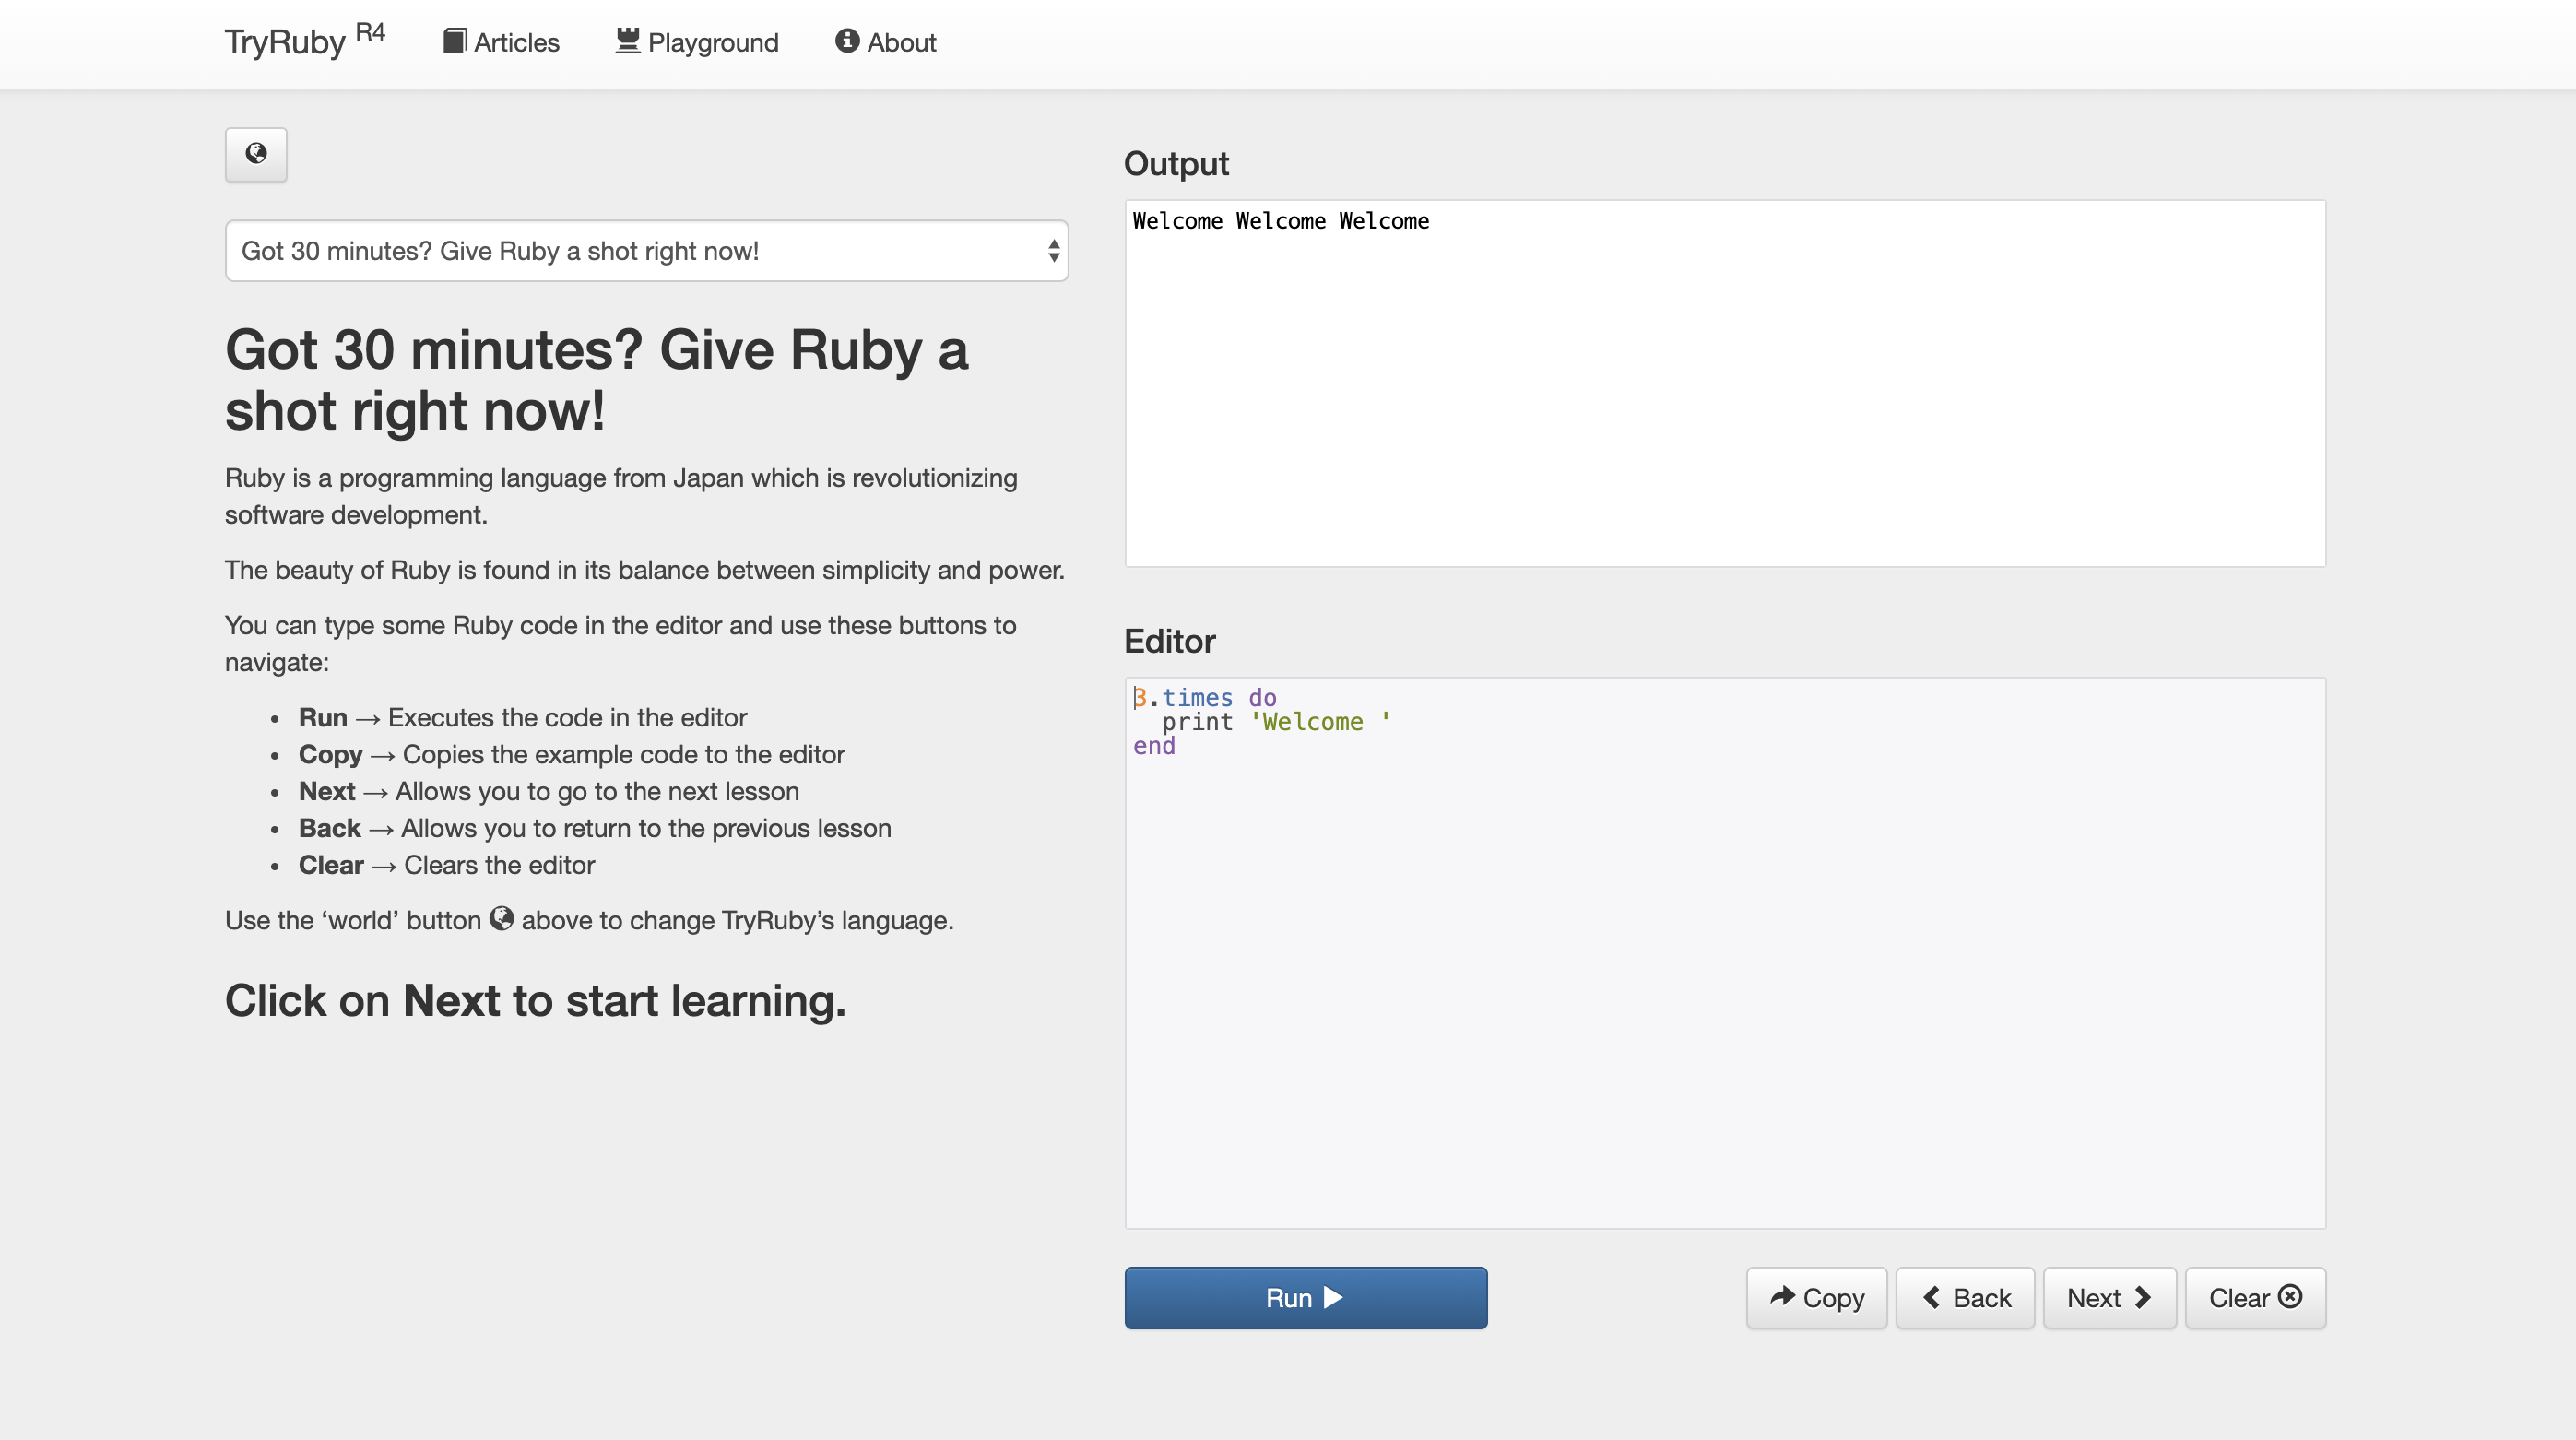 TryRuby R4
Articles
Playground
About
Got 30 minutes? Give Ruby a shot right now!
Got 30 minutes? Give Ruby a
shot right now!
Ruby is a programming language from Japan which is revolutionizing
software development.
The beauty of Ruby is found in its balance between simplicity and power.
You can type some Ruby code in the editor and use these buttons to
navigate:
• Run → Executes the code in the editor
• Copy → Copies the example code to the editor
• Next → Allows you to go to the next lesson
• Back → Allows you to return to the previous lesson
• Clear → Clears the editor
Use the ‘world’ button above to change TryRuby’s language.
Click on Next to start learning.
Output
Welcome Welcome Welcome
Editor
3.times do
  print 'Welcome '
end
Run
Copy
Back
Next
Clear